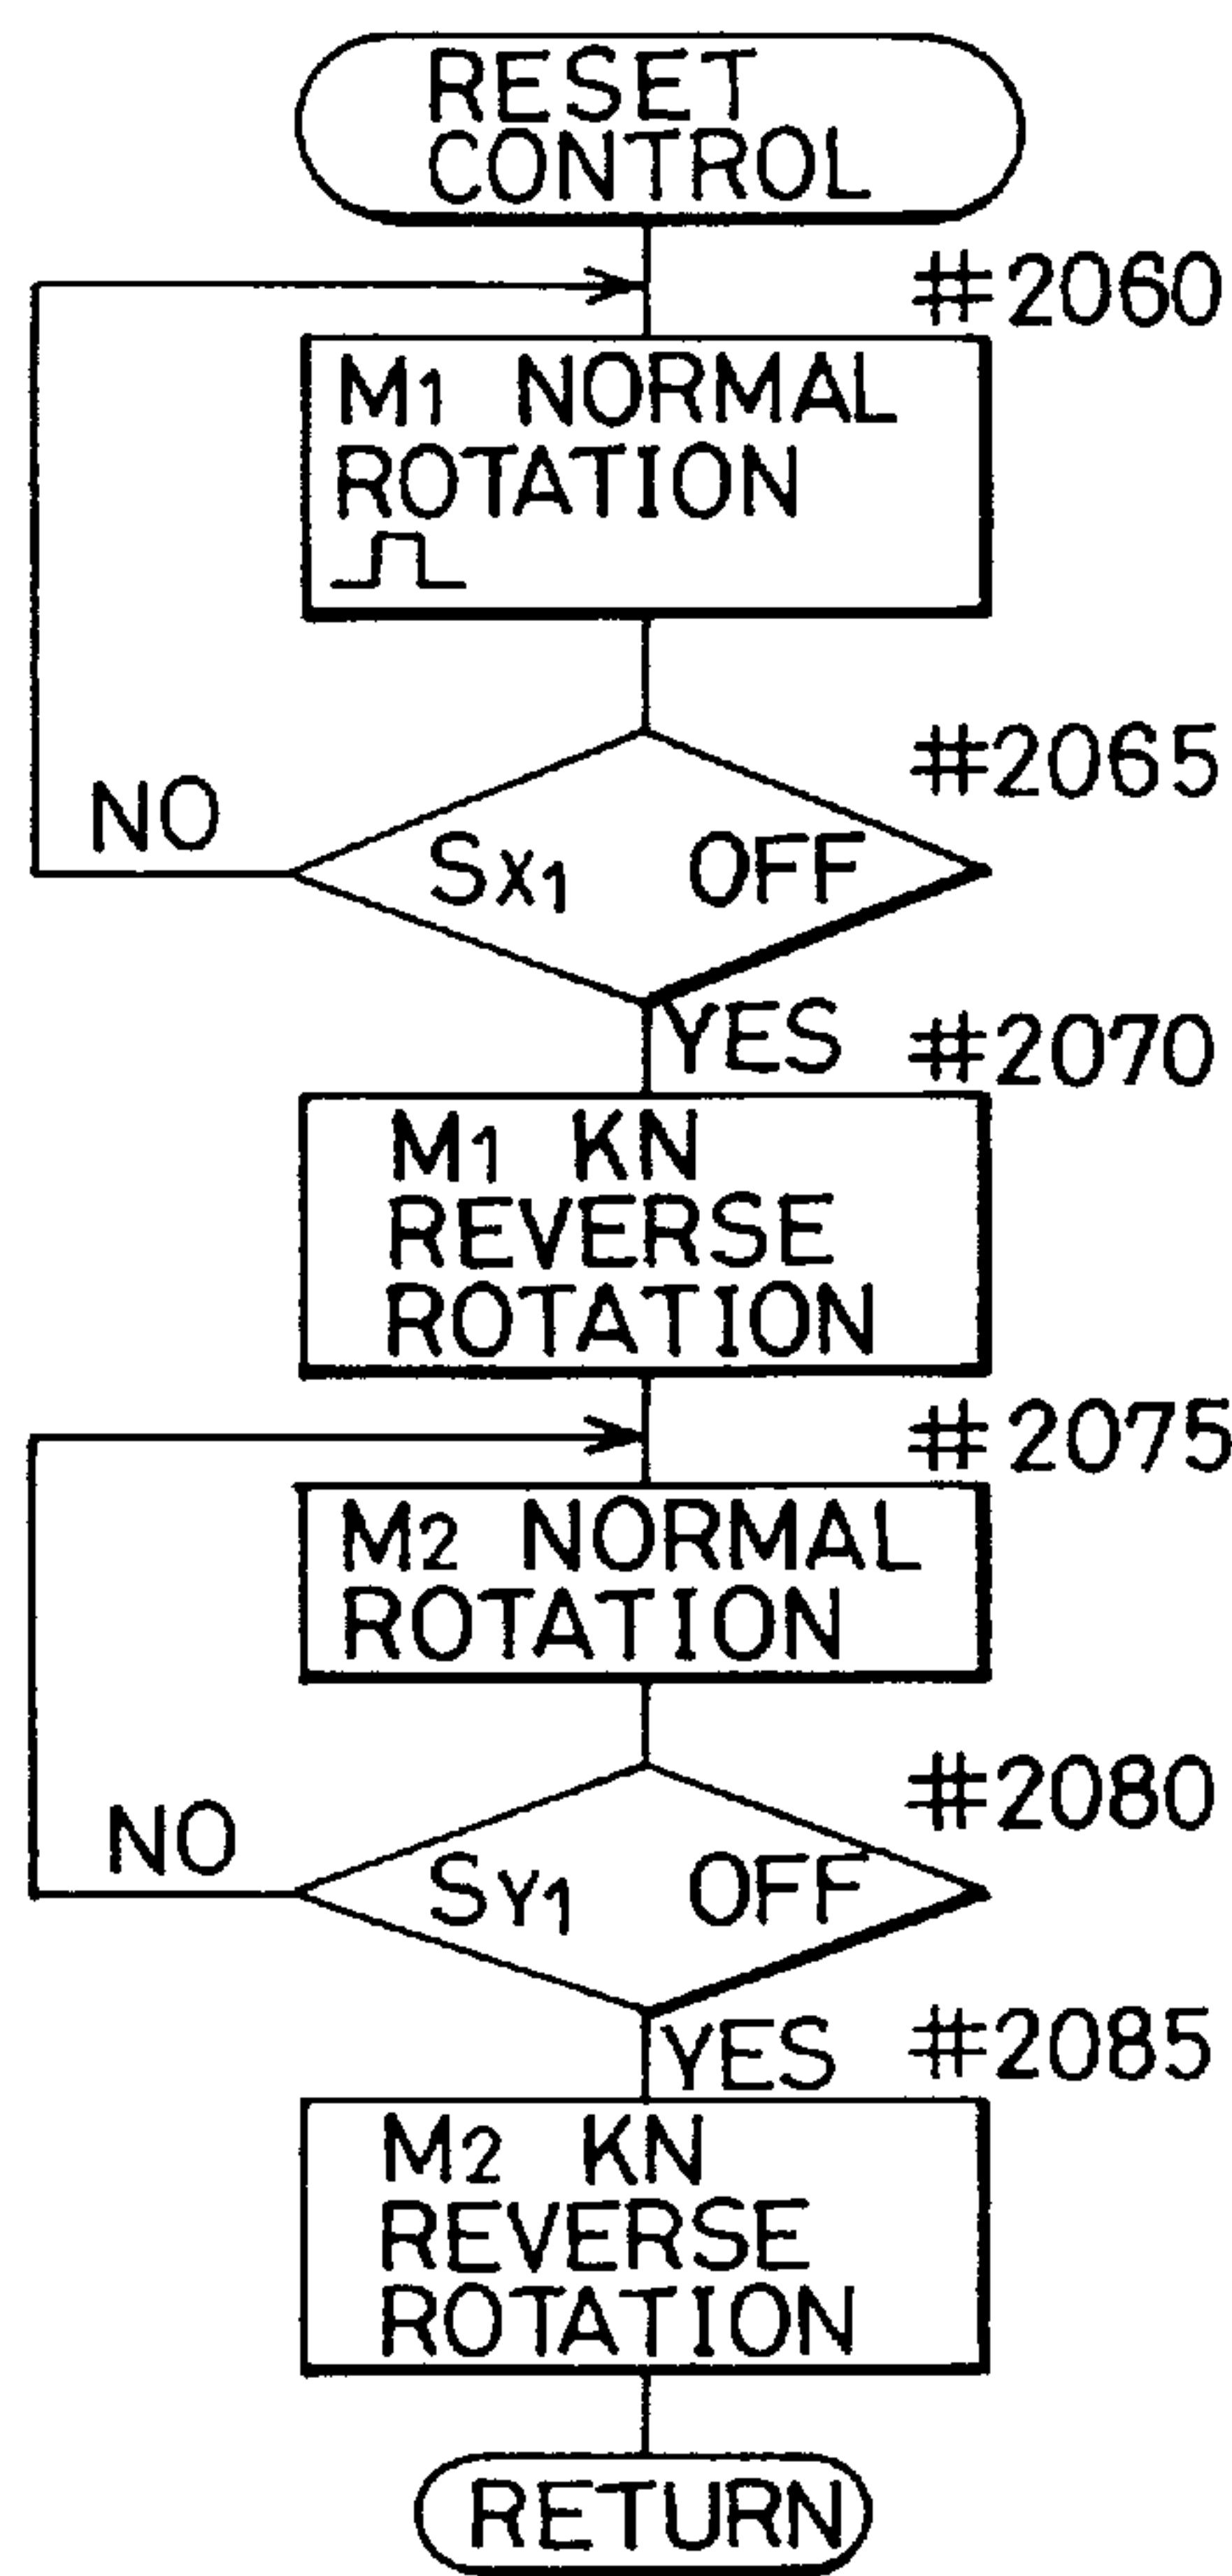 RESET
CONTROL
#2060
M1 NORMAL
ROTATION
#2065
NO
SX1 OFF
YES
#2070
M1 KN
REVERSE
ROTATION
#2075
M2 NORMAL
ROTATION
#2080
NO
SY1 OFF
YES
#2085
M2 KN
REVERSE
ROTATION
RETURN